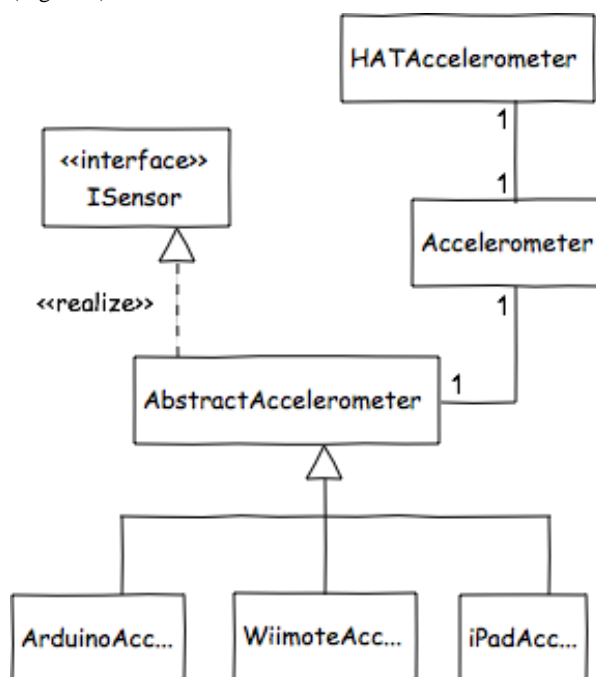 HATAccelerometer
1
<<interface>>
ISensor
1
Accelerometer
<<realize>>
1
AbstractAccelerometer
1
ArduinoAcc...
WiimoteAcc...
iPadAcc...